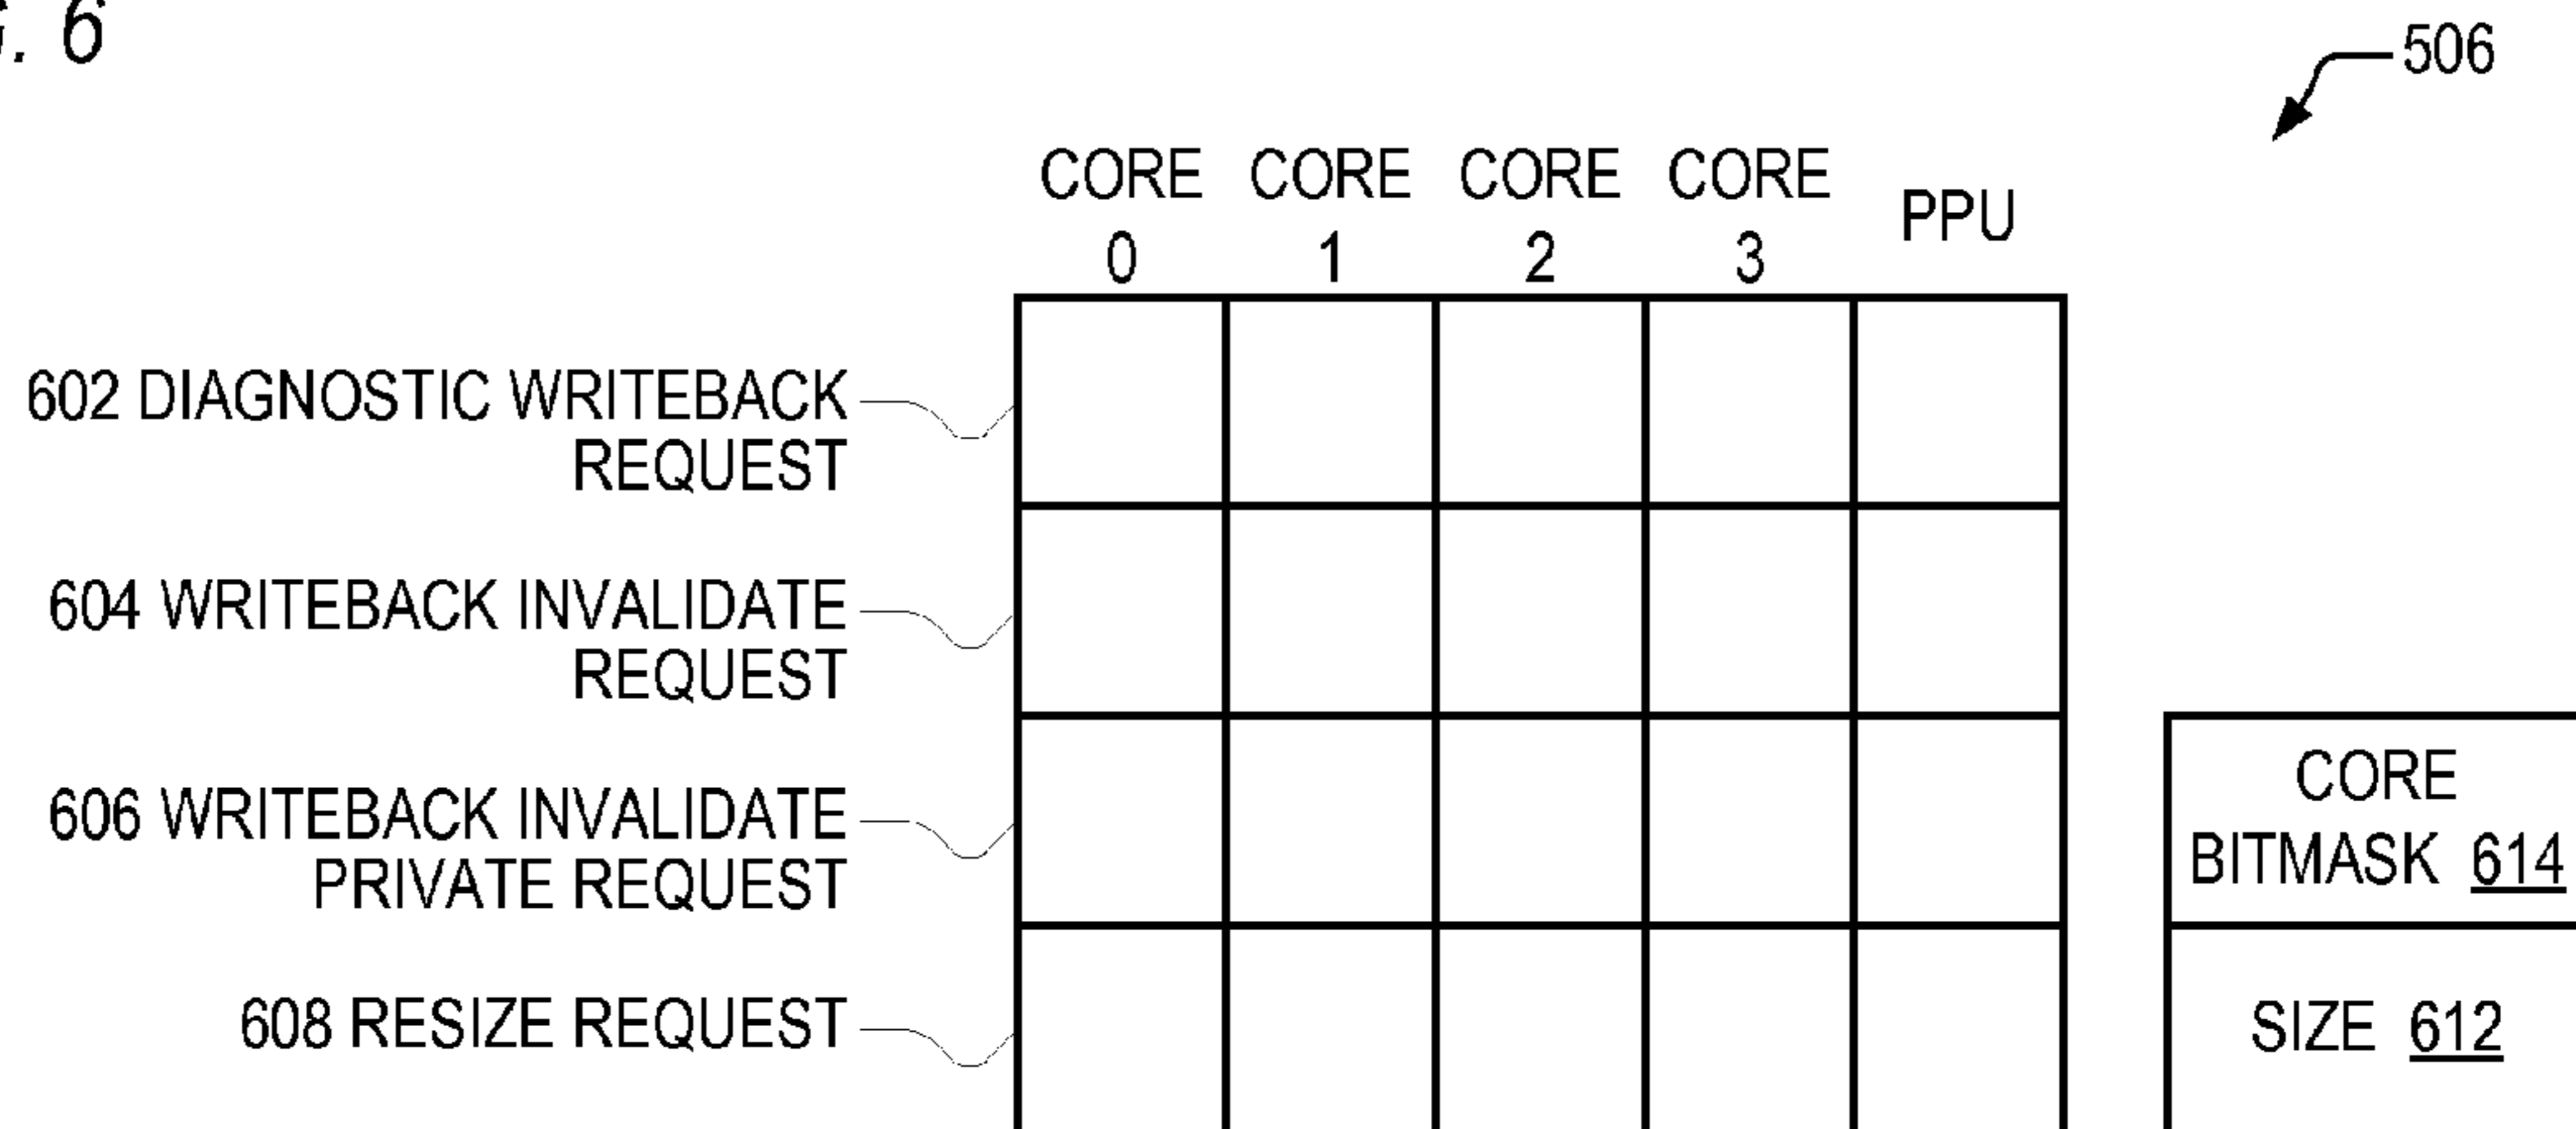 . 6
506
CORE CORE CORE CORE PPU
0 1 2 3
602 DIAGNOSTIC WRITEBACK
REQUEST
604 WRITEBACK INVALIDATE
REQUEST
606 WRITEBACK INVALIDATE
PRIVATE REQUEST
608 RESIZE REQUEST
CORE
BITMASK 614
SIZE 612